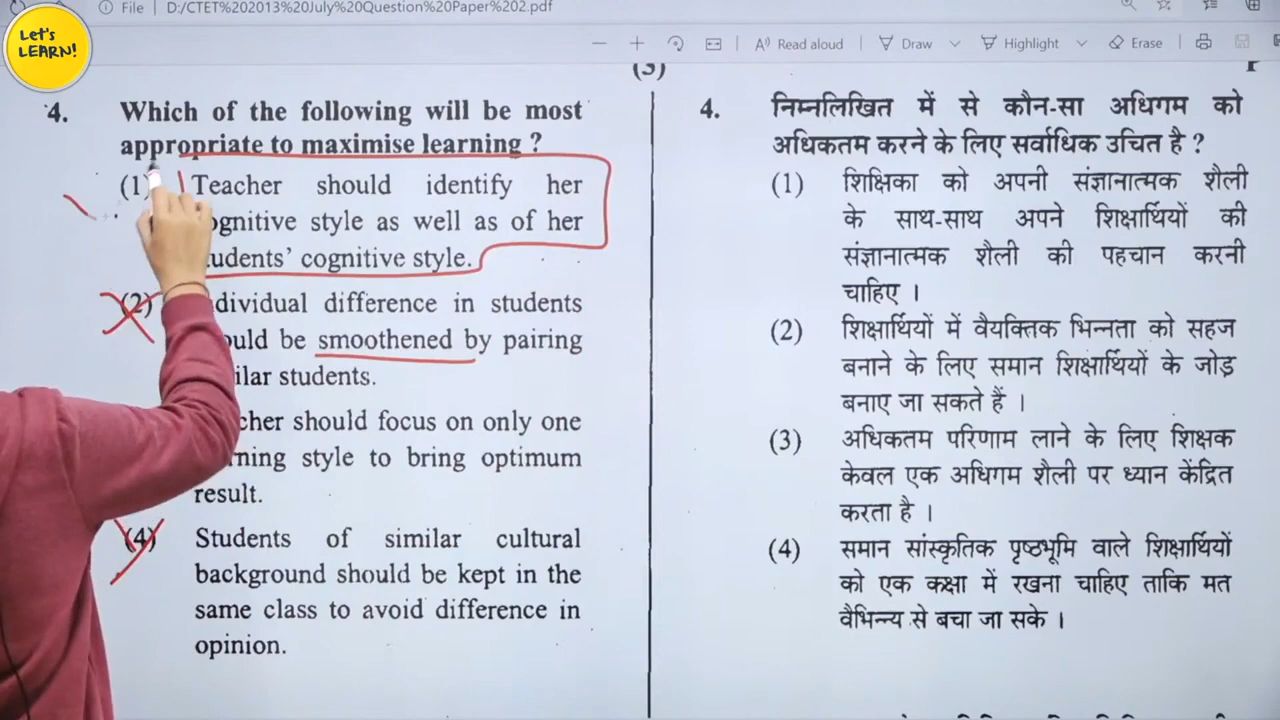 File | D:/CTET%202013%20July%20Question%20Paper%202.pdf
Let's
LEARN!
Read aloud | Draw Highlight Erase
(3)
4. Which of the following will be most
appropriate to maximise learning ?
(1) Teacher should identify her
cognitive style as well as of her
students' cognitive style.
(2) dividual difference in students
ould be smoothened by pairing
ilar students.
cher should focus on only one
rning style to bring optimum
result.
(4) Students of similar cultural
background should be kept in the
same class to avoid difference in
opinion.
4. निम्नलिखित में से कौन-सा अधिगम को
अधिकतम करने के लिए सर्वाधिक उचित है ?
(1) शिक्षिका को अपनी संज्ञानात्मक शैली
के साथ-साथ अपने शिक्षार्थियों की
संज्ञानात्मक शैली की पहचान करनी
चाहिए ।
(2) शिक्षार्थियों में वैयक्तिक भिन्नता को सहज
बनाने के लिए समान शिक्षार्थियों के जोड़
बनाए जा सकते हैं ।
(3) अधिकतम परिणाम लाने के लिए शिक्षक
केवल एक अधिगम शैली पर ध्यान केंद्रित
करता है ।
(4) समान सांस्कृतिक पृष्ठभूमि वाले शिक्षार्थियों
को एक कक्षा में रखना चाहिए ताकि मत
वैभिन्न्य से बचा जा सके ।